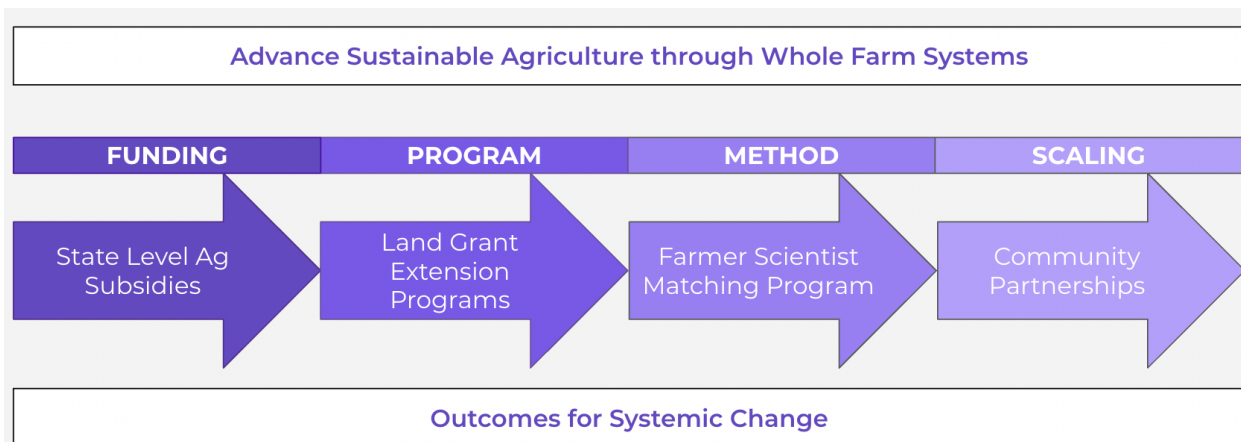 Advance Sustainable Agriculture through Whole Farm Systems
FUNDING
PROGRAM
METHOD
SCALING
State Level Ag
Subsidies
Land Grant
Extension
Programs
Farmer Scientist
Matching Program
Community
Partnerships
Outcomes for Systemic Change